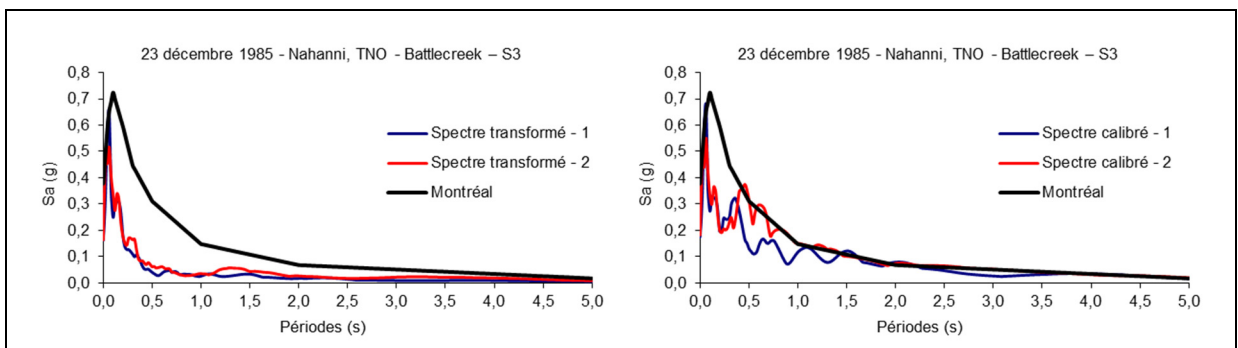 23 décembre 1985 - Nahanni, TNO - Battlecreek – S3
0,8
0,7
0,6
0,5
0,4
0,3
0,2
0,1
0,0
Sa (g)
Spectre transformé - 1
Spectre transformé - 2
Montréal
0,0 0,5 1,0 1,5 2,0 2,5 3,0 3,5 4,0 4,5 5,0
Périodes (s)
23 décembre 1985 - Nahanni, TNO - Battlecreek – S3
0,8
0,7
0,6
0,5
0,4
0,3
0,2
0,1
0,0
Sa (g)
Spectre calibré - 1
Spectre calibré - 2
Montréal
0,0 0,5 1,0 1,5 2,0 2,5 3,0 3,5 4,0 4,5 5,0
Périodes (s)